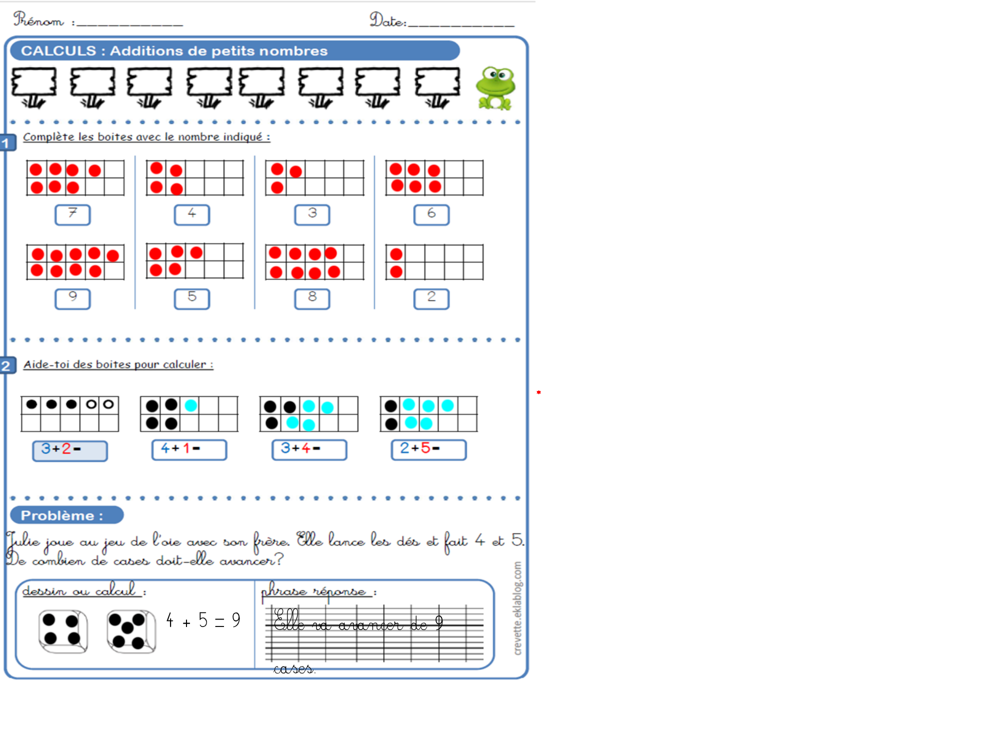 Prénom :__________ Date:__________
CALCULS : Additions de petits nombres
1 Complète les boites avec le nombre indiqué :
7 4 3 6
9 5 8 2
2 Aide-toi des boites pour calculer :
3+2= 4+1= 3+4= 2+5=
Problème :
Julie joue au jeu de l'oie avec son frère. Elle lance les dés et fait 4 et 5.
De combien de cases doit-elle avancer?
dessin ou calcul :
4 + 5 = 9
phrase réponse :
Elle va avancer de 9
cases.
crevette.eklablog.com